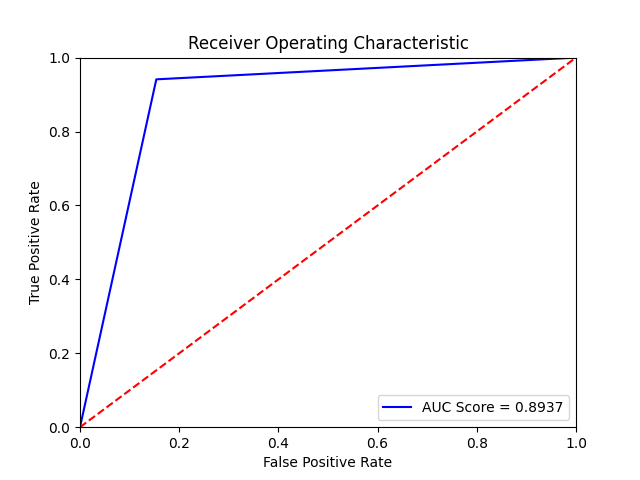 Receiver Operating Characteristic
1.0
0.8
0.6
0.4
0.2
0.0
True Positive Rate
AUC Score = 0.8937
0.0 0.2 0.4 0.6 0.8 1.0
False Positive Rate